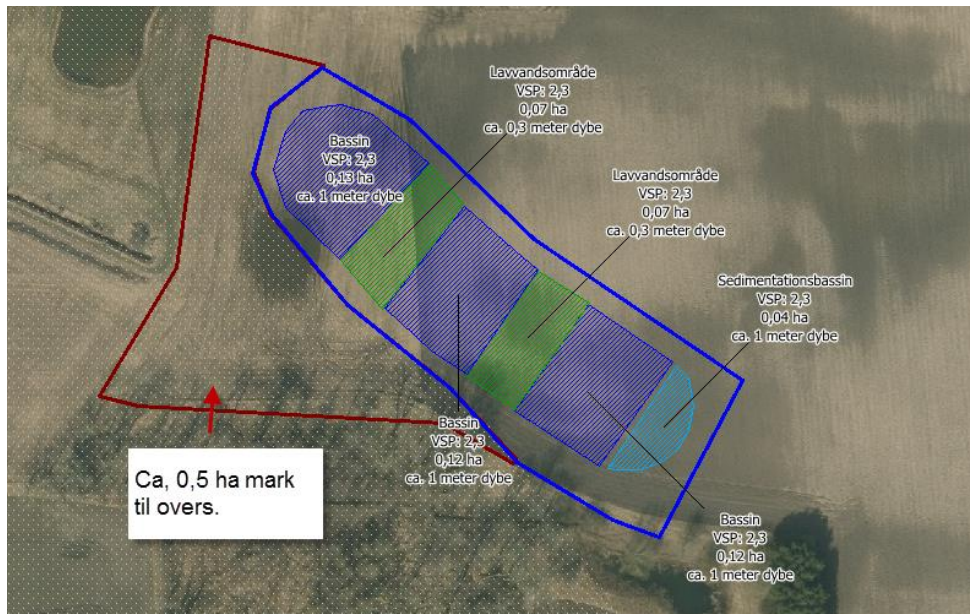 Lavvandsområde
VSP: 2,3
0,07 ha
ca. 0,3 meter dybe
Bassin
VSP: 2,3
0,13 ha
ca. 1 meter dybe
Lavvandsområde
VSP: 2,3
0,07 ha
ca. 0,3 meter dybe
Sedimentationsbassin
VSP: 2,3
0,04 ha
ca. 1 meter dybe
Bassin
VSP: 2,3
0,12 ha
ca. 1 meter dybe
Ca, 0,5 ha mark
til overs.
Bassin
VSP: 2,3
0,12 ha
ca. 1 meter dybe